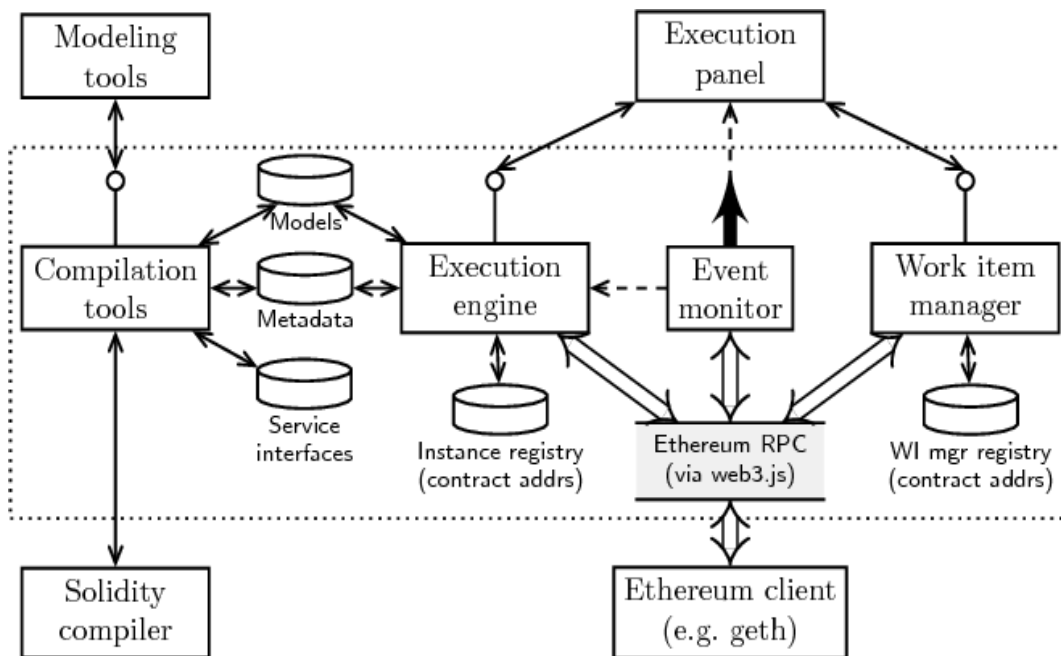 Modeling
tools
Execution
panel
Models
Compilation
tools
Metadata
Execution
engine
Event
monitor
Work item
manager
Service
interfaces
Instance registry
(contract addrs)
Ethereum RPC
(via web3.js)
WI mgr registry
(contract addrs)
Solidity
compiler
Ethereum client
(e.g. geth)